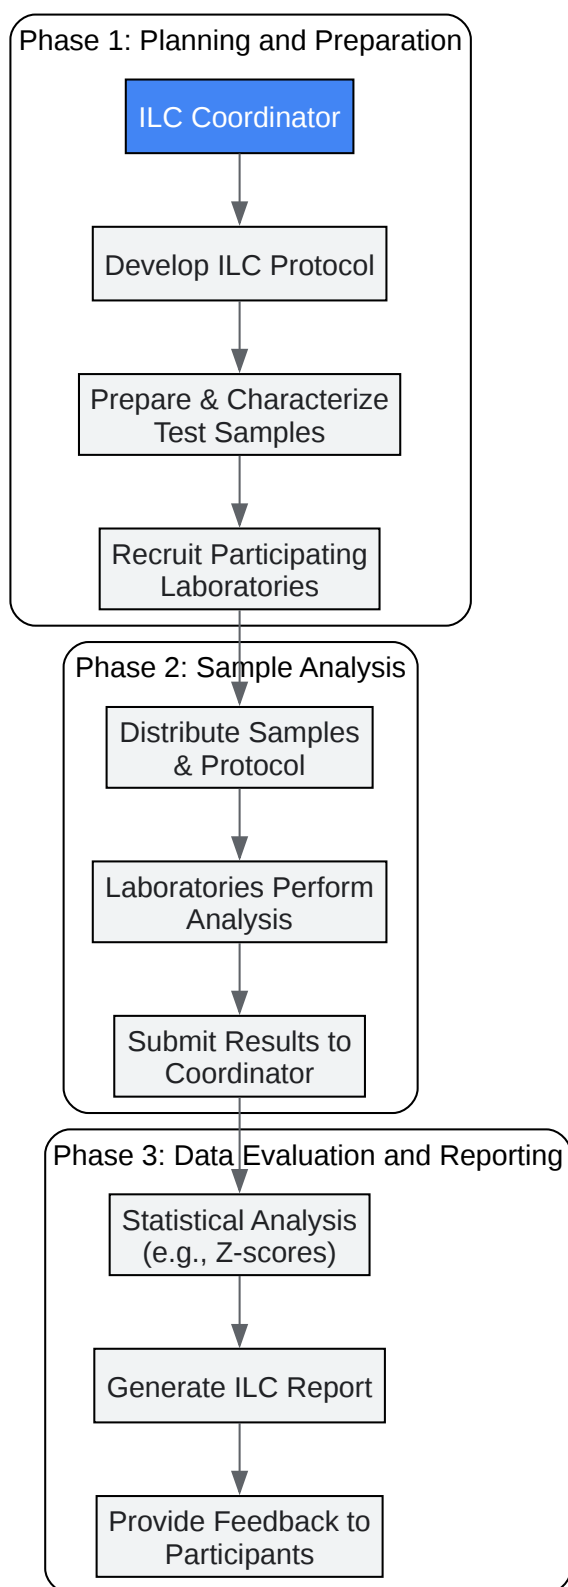 Phase 1: Planning and Preparation
ILC Coordinator
Develop ILC Protocol
Prepare & Characterize
Test Samples
Recruit Participating
Laboratories
Phase 2: Sample Analysis
Distribute Samples
& Protocol
Laboratories Perform
Analysis
Submit Results to
Coordinator
Phase 3: Data Evaluation and Reporting
Statistical Analysis
(e.g., Z-scores)
Generate ILC Report
Provide Feedback to
Participants